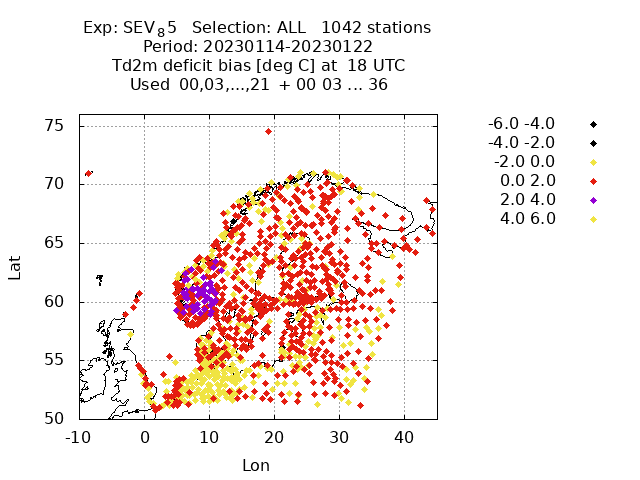 Exp: SEV₈5   Selection: ALL   1042 stations
Period: 20230114-20230122
Td2m deficit bias [deg C] at  18 UTC
Used  00,03,...,21  + 00 03 ... 36
75
70
65
60
55
50
-10 0 10 20 30 40
Lat
Lon
-6.0 -4.0
-4.0 -2.0
-2.0 0.0
0.0 2.0
2.0 4.0
4.0 6.0